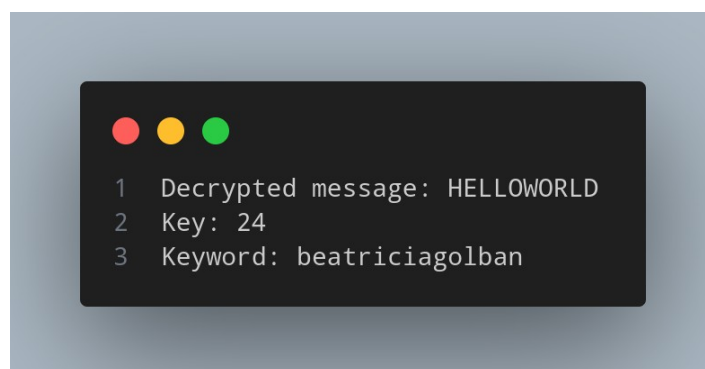 1 Decrypted message: HELLOWORLD
2 Key: 24
3 Keyword: beatriciagolban